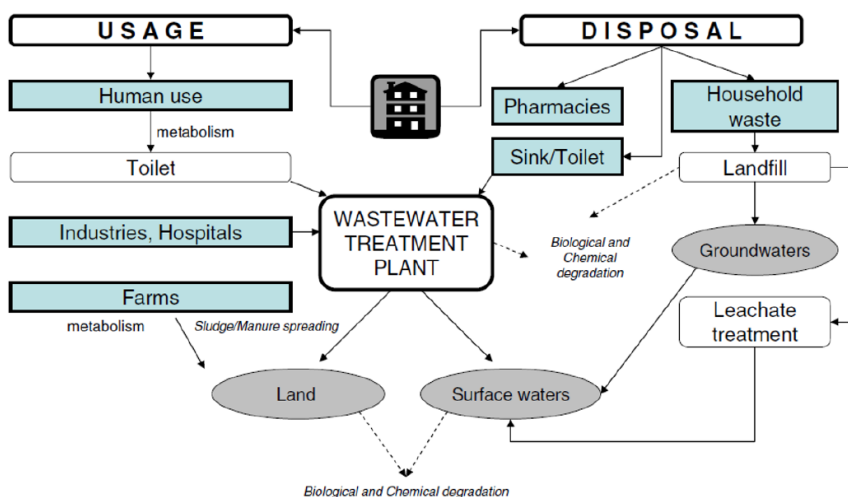 USAGE
DISPOSAL
Human use
metabolism
Toilet
Pharmacies
Household
waste
Sink/Toilet
Landfill
Industries, Hospitals
WASTEWATER
TREATMENT
PLANT
Biological and
Chemical
degradation
Groundwaters
Farms
metabolism
Sludge/Manure spreading
Leachate
treatment
Land
Surface waters
Biological and Chemical degradation